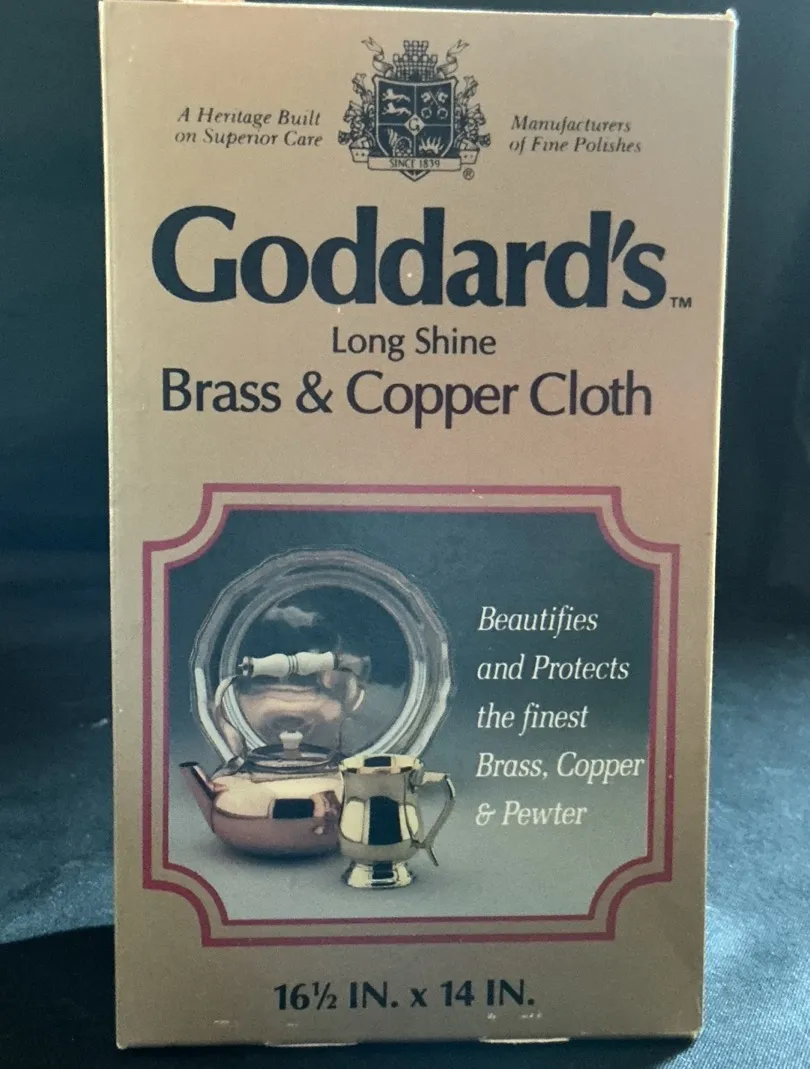 A Heritage Built
on Superior Care
Manufacturers
of Fine Polishes
G
SINCE 1839
®
Goddard's™
Long Shine
Brass & Copper Cloth
Beautifies
and Protects
the finest
Brass, Copper
& Pewter
16½ IN. x 14 IN.